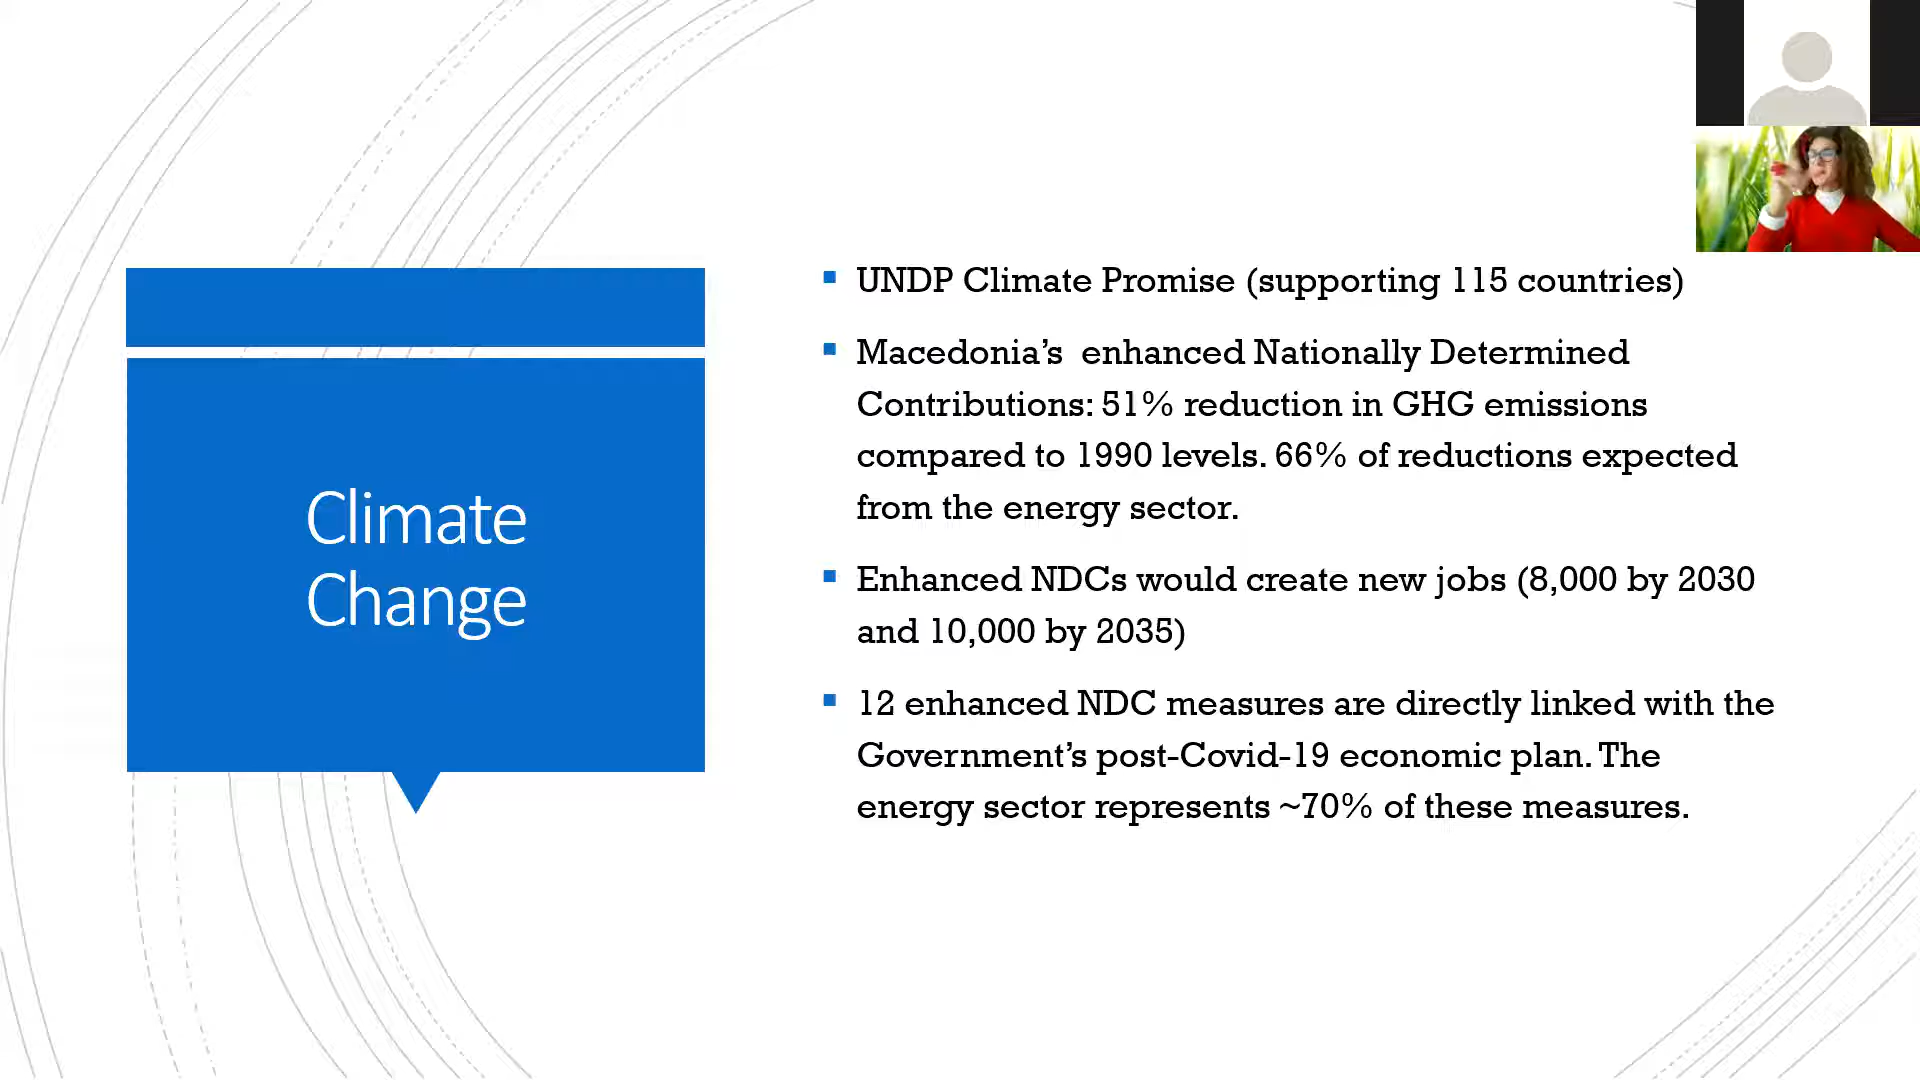 Climate
Change
▪ UNDP Climate Promise (supporting 115 countries)
▪ Macedonia’s enhanced Nationally Determined
Contributions: 51% reduction in GHG emissions
compared to 1990 levels. 66% of reductions expected
from the energy sector.
▪ Enhanced NDCs would create new jobs (8,000 by 2030
and 10,000 by 2035)
▪ 12 enhanced NDC measures are directly linked with the
Government’s post-Covid-19 economic plan. The
energy sector represents ~70% of these measures.